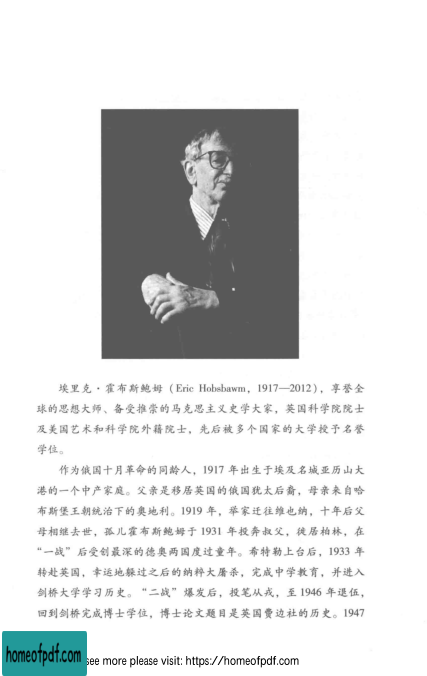 埃里克·霍布斯鲍姆（Eric Hobsbawm，1917—2012），享誉全
球的思想大师、备受推崇的马克思主义史学大家，英国科学院院士
及美国艺术和科学院外籍院士，先后被多个国家的大学授予名誉
学位。
作为俄国十月革命的同龄人，1917 年出生于埃及名城亚历山大
港的一个中产家庭。父亲是移居英国的俄国犹太后裔，母亲来自哈
布斯堡王朝统治下的奥地利。1919 年，举家迁往维也纳，十年后父
母相继去世，孤儿霍布斯鲍姆于 1931 年投奔叔父，徙居柏林，在
“一战”后受创最深的德奥两国度过童年。希特勒上台后，1933 年
转赴英国，幸运地躲过之后的纳粹大屠杀，完成中学教育，并进入
剑桥大学学习历史。“二战”爆发后，投笔从戎，至 1946 年退伍，
回到剑桥完成博士学位，博士论文题目是英国费边社的历史。1947
homeofpdf.com
see more please visit: https://homeofpdf.com